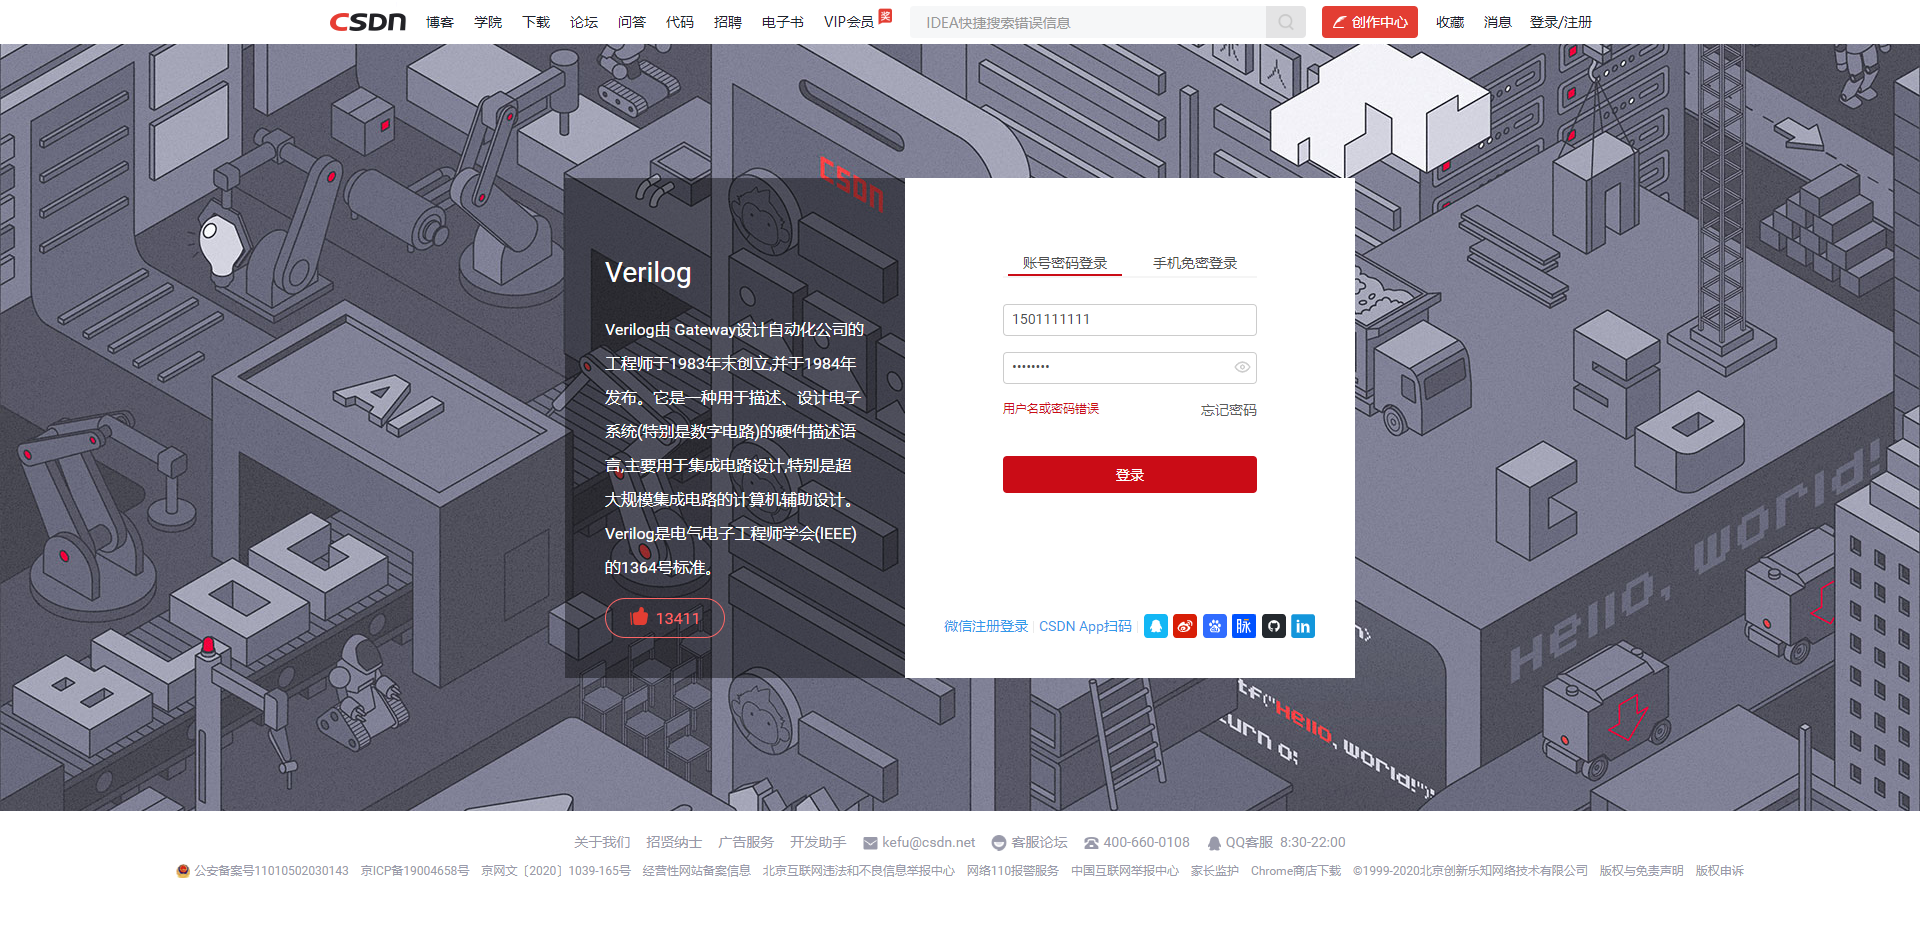 CSDN 博客 学院 下载 论坛 问答 代码 招聘 电子书 VIP会员 奖 IDEA快捷搜索错误信息 创作中心 收藏 消息 登录/注册
CSDN
Verilog
Verilog由 Gateway设计自动化公司的
工程师于1983年末创立,并于1984年
发布。它是一种用于描述、设计电子
系统(特别是数字电路)的硬件描述语
言,主要用于集成电路设计,特别是超
大规模集成电路的计算机辅助设计。
Verilog是电气电子工程师学会(IEEE)
的1364号标准。
13411
账号密码登录 手机免密登录
1501111111
••••••••
用户名或密码错误 忘记密码
登录
微信注册登录 CSDN App扫码 脉 in
AI
BLOG
C S D N
Hello, world!
tf("Hello, world!");
urn 0;
关于我们 招贤纳士 广告服务 开发助手 kefu@csdn.net 客服论坛 400-660-0108 QQ客服 8:30-22:00
公安备案号11010502030143 京ICP备19004658号 京网文〔2020〕1039-165号 经营性网站备案信息 北京互联网违法和不良信息举报中心 网络110报警服务 中国互联网举报中心 家长监护 Chrome商店下载 ©1999-2020北京创新乐知网络技术有限公司 版权与免责声明 版权申诉